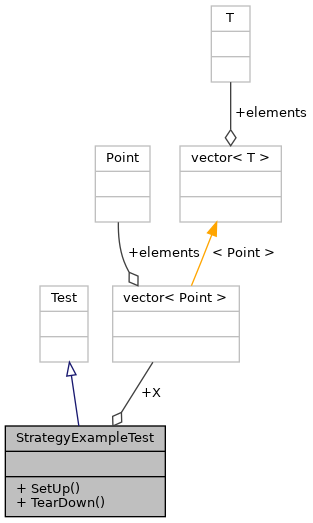 T
+elements
Point
vector< T >
+elements
< Point >
Test
vector< Point >
+X
StrategyExampleTest
+ SetUp()
+ TearDown()